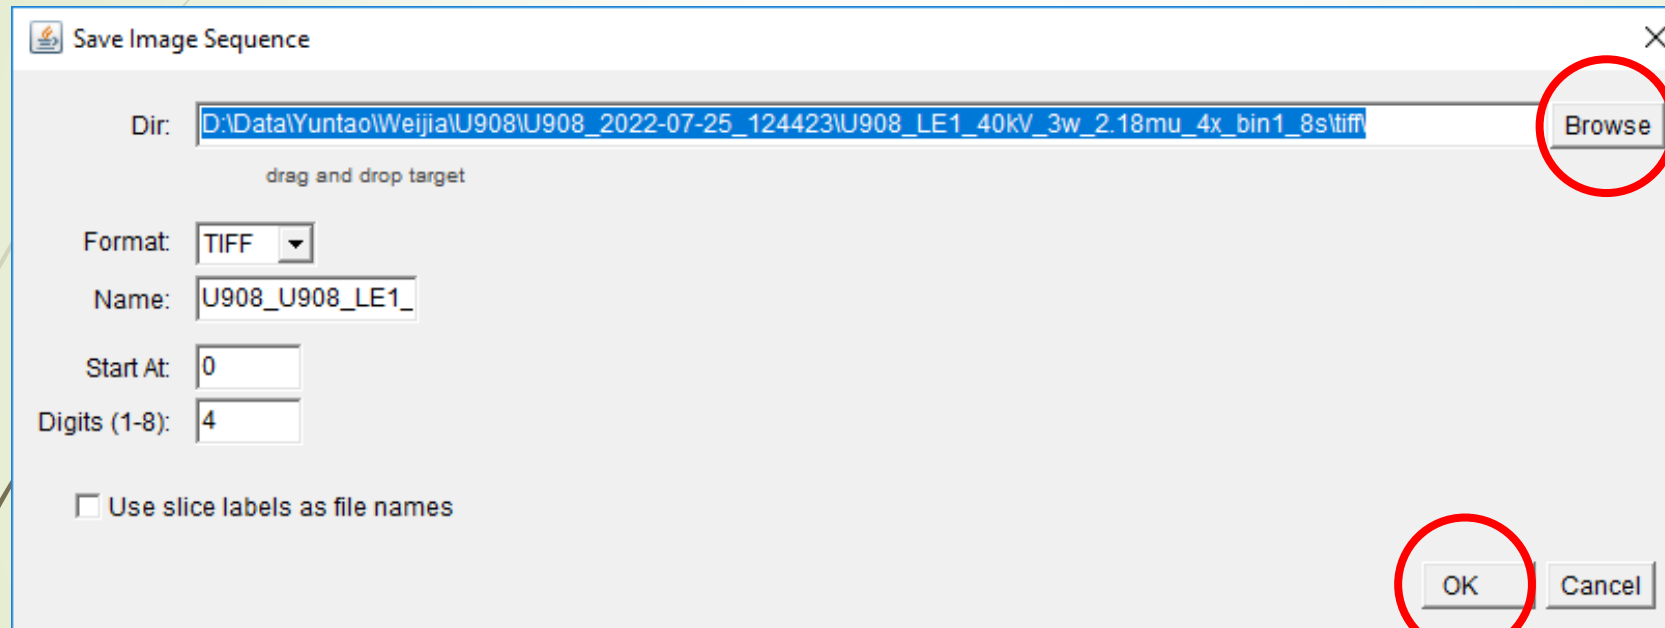 Save Image Sequence
Dir: D:\Data\Yuntao\Weijia\U908\U908_2022-07-25_124423\U908_LE1_40kV_3w_2.18mu_4x_bin1_8s\tiff\ Browse
drag and drop target
Format: TIFF
Name: U908_U908_LE1_
Start At: 0
Digits (1-8): 4
Use slice labels as file names
OK Cancel